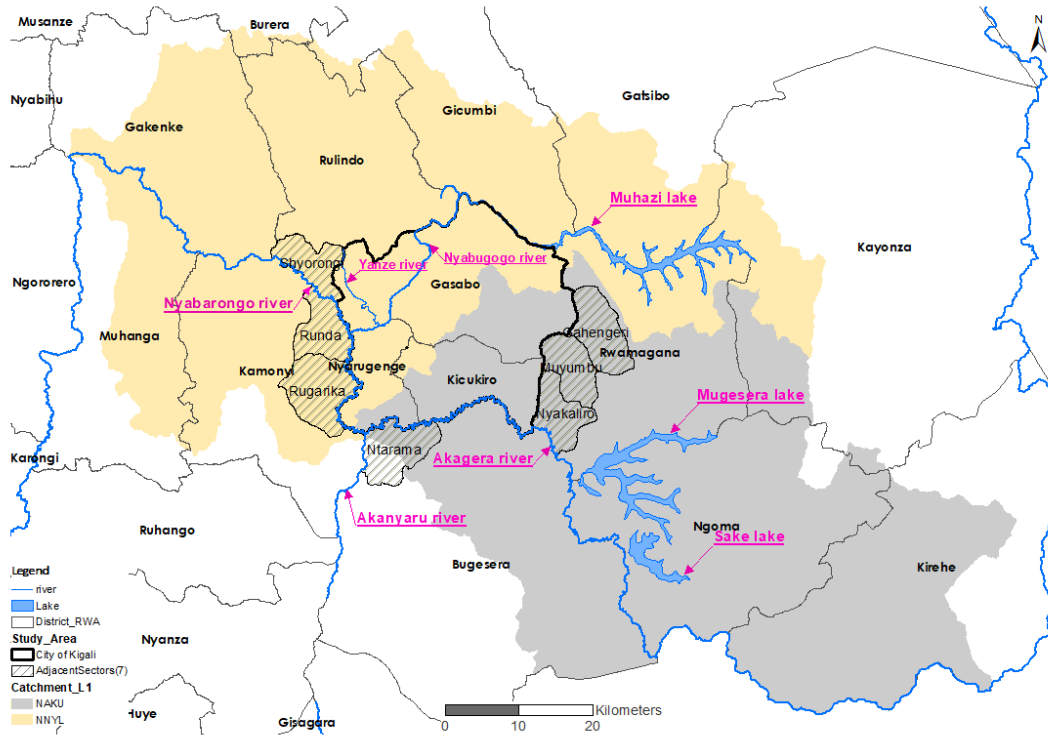 Musanze
Burera
N
Nyabihu
Gatsibo
Gicumbi
Gakenke
Rulindo
Muhazi lake
Kayonza
Shyorongi
Yanze river
Nyabugogo river
Ngororero
Gasabo
Nyabarongo river
Muhanga
Runda
Gahengeri
Rwamagana
Nyarugenge
Kamonyi
Muyumbu
Kicukiro
Rugarika
Mugesera lake
Nyakaliro
Karongi
Ntarama
Akagera river
Akanyaru river
Ruhango
Ngoma
Sake lake
Bugesera
Kirehe
Legend
river
Lake
District_RWA
Study_Area
City of Kigali
AdjacentSectors(7)
Catchment_L1
NAKU
NNYL
Nyanza
Huye
Gisagara
Kilometers
0 10 20